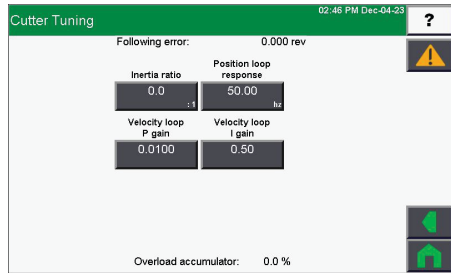 Cutter Tuning
02:46 PM Dec-04-23
?
Following error: 0.000 rev
Inertia ratio
Position loop
response
0.0
: 1
50.00
hz
Velocity loop
P gain
Velocity loop
I gain
0.0100
0.50
Overload accumulator: 0.0 %